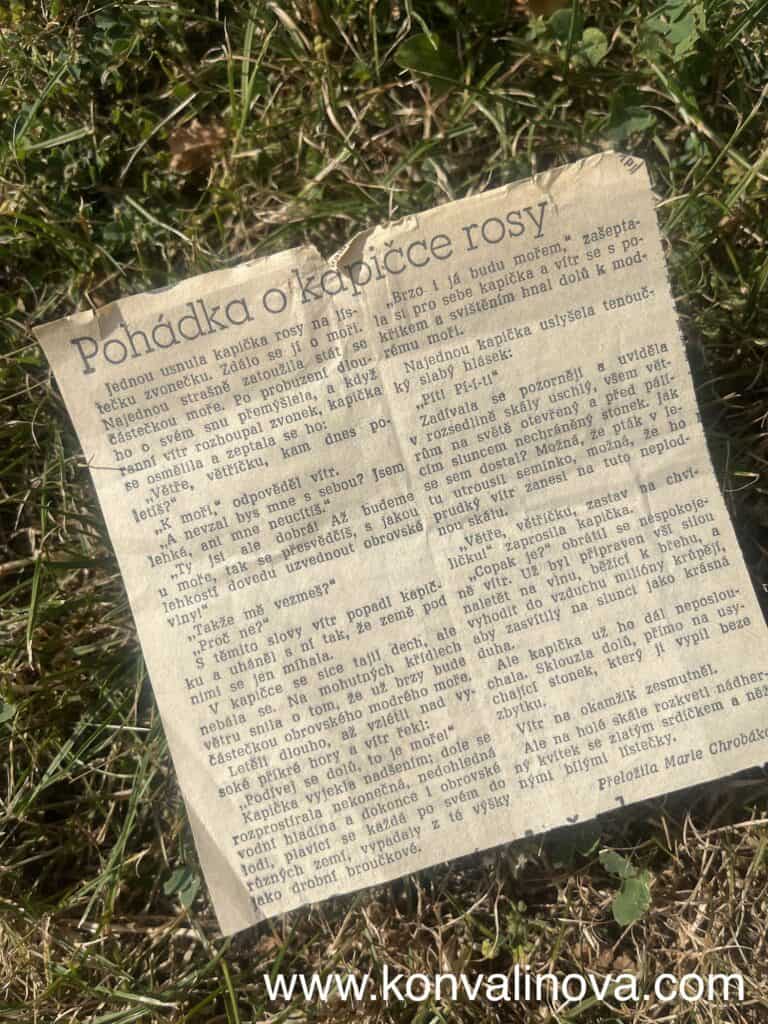 Pohádka o kapičce rosy
Jednou usnula kapička rosy na lís-
tečku zvonečku. Zdálo se jí o moři.
Najednou strašně zatoužila stát se
částečkou moře. Po probuzení dlou-
ho o svém snu přemýšlela, a když
ranní vítr rozhoupal zvonek, kapička
se osmělila a zeptala se ho:
„Větře, větříčku, kam dnes po-
letíš?"
„K moři," odpověděl vítr.
„A nevzal bys mne s sebou? Jsem
lehká, ani mne neucítíš."
„Ty jsi ale dobrá! Až budeme
u moře, tak se přesvědčíš, s jakou
lehkostí dovedu uzvednout obrovské
vlny!"
„Takže mě vezmeš?"
„Proč ne?"
S těmito slovy vítr popadl kapič-
ku a uháněl s ní tak, že země pod
nimi se jen míhala.
V kapičce se sice tajil dech, ale
nebála se. Na mohutných křídlech
větru snila o tom, že už brzy bude
částečkou obrovského modrého moře.
Letěli dlouho, až vzlétli nad vy-
soké příkré hory a vítr řekl:
„Podívej se dolů, to je moře!"
Kapička vyjekla nadšením; dole se
rozprostírala nekonečná, nedohledná
vodní hladina a dokonce i obrovské
lodi, plavící se každá po svém do
různých zemí, vypadaly z té výšky
jako drobní broučkové.
„Brzo i já budu mořem," zašepta-
la si pro sebe kapička a vítr se s po-
křikem a svištěním hnal dolů k mod-
rému moři.
Najednou kapička uslyšela tenouč-
ký slabý hlásek:
„Pití Pí-t-t!"
Zadívala se pozorněji a uviděla
v rozsedlině skály uschlý, všem vět-
rům na světě otevřený a před pálí-
cím sluncem nechráněný stonek. Jak
se sem dostal? Možná, že pták v le-
tu utrousil semínko, možná, že ho
prudký vítr zanesl na tuto neplod-
nou skálu.
„Větře, větříčku, zastav na chvi-
ličku!" zaprosila kapička.
„Copak je?" obrátil se nespokoje-
ně vítr. Už byl připraven vší silou
naletět na vlnu, běžící k břehu, a
vyhodit do vzduchu milióny krůpějí,
aby zasvítily na slunci jako krásná
duha.
Ale kapička už ho dál neposlou-
chala. Sklouzla dolů, přímo na usy-
chající stonek, který ji vypil beze
zbytku.
Vítr na okamžik zesmutněl.
Ale na holé skále rozkvetl nádher-
ný kvítek se zlatým srdíčkem a něž
nými bílými lístečky.
Přeložila Marie Chrobáko
www.konvalinova.com